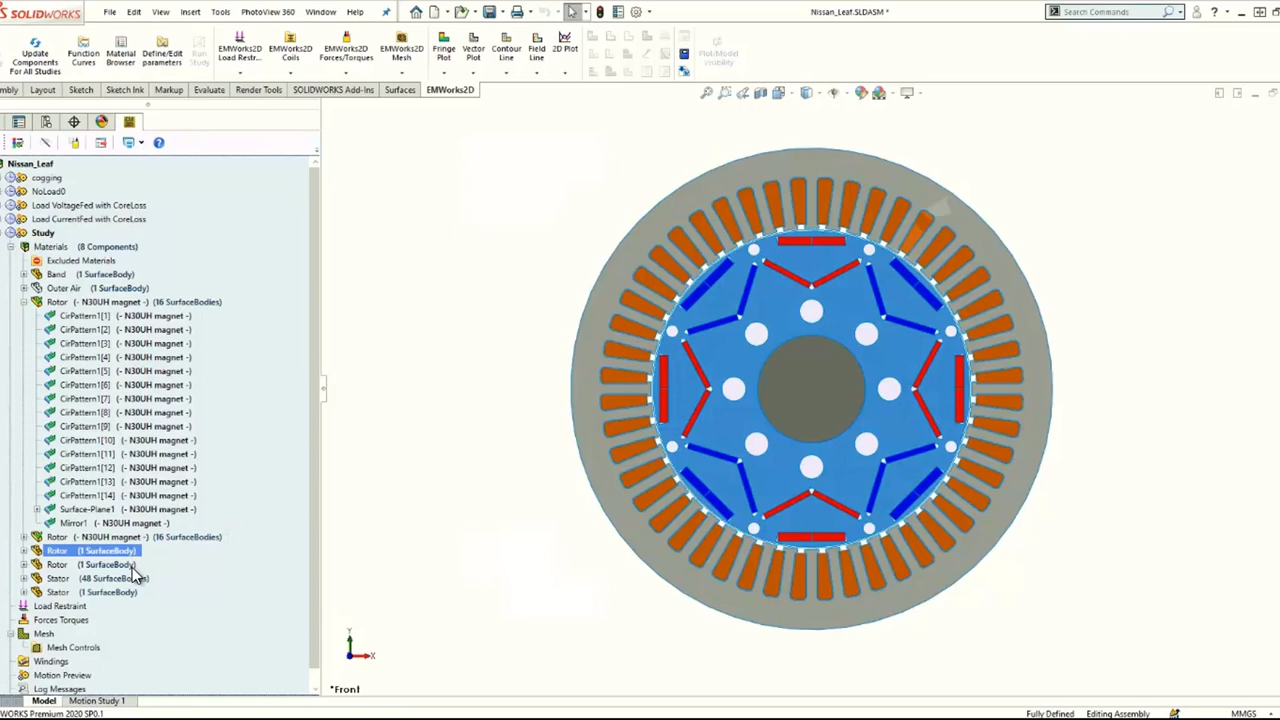 SOLIDWORKS File Edit View Insert Tools PhotoView 360 Window Help Nissan_Leaf.SLDASM * Search Commands ?
Update Components For All Studies
Function Curves
Material Browser
Define/Edit parameters
Run Study
EMWorks2D Load Restr...
EMWorks2D Coils
EMWorks2D Forces/Torques
EMWorks2D Mesh
Fringe Plot
Vector Plot
Contour Line
Field Line
2D Plot
Plot/Model Visibility
mbly Layout Sketch Sketch Ink Markup Evaluate Render Tools SOLIDWORKS Add-Ins Surfaces EMWorks2D
Nissan_Leaf
cogging
NoLoad0
Load VoltageFed with CoreLoss
Load CurrentFed with CoreLoss
Study
Materials (8 Components)
Excluded Materials
Band (1 SurfaceBody)
Outer Air (1 SurfaceBody)
Rotor (- N30UH magnet -) (16 SurfaceBodies)
CirPattern1[1] (- N30UH magnet -)
CirPattern1[2] (- N30UH magnet -)
CirPattern1[3] (- N30UH magnet -)
CirPattern1[4] (- N30UH magnet -)
CirPattern1[5] (- N30UH magnet -)
CirPattern1[6] (- N30UH magnet -)
CirPattern1[7] (- N30UH magnet -)
CirPattern1[8] (- N30UH magnet -)
CirPattern1[9] (- N30UH magnet -)
CirPattern1[10] (- N30UH magnet -)
CirPattern1[11] (- N30UH magnet -)
CirPattern1[12] (- N30UH magnet -)
CirPattern1[13] (- N30UH magnet -)
CirPattern1[14] (- N30UH magnet -)
Surface-Plane1 (- N30UH magnet -)
Mirror1 (- N30UH magnet -)
Rotor (- N30UH magnet -) (16 SurfaceBodies)
Rotor (1 SurfaceBody)
Rotor (1 SurfaceBody)
Stator (48 SurfaceBodies)
Stator (1 SurfaceBody)
Load Restraint
Forces Torques
Mesh
Mesh Controls
Windings
Motion Preview
Log Messages
Y
X
*Front
Model Motion Study 1
WORKS Premium 2020 SP0.1 Fully Defined Editing Assembly MMGS